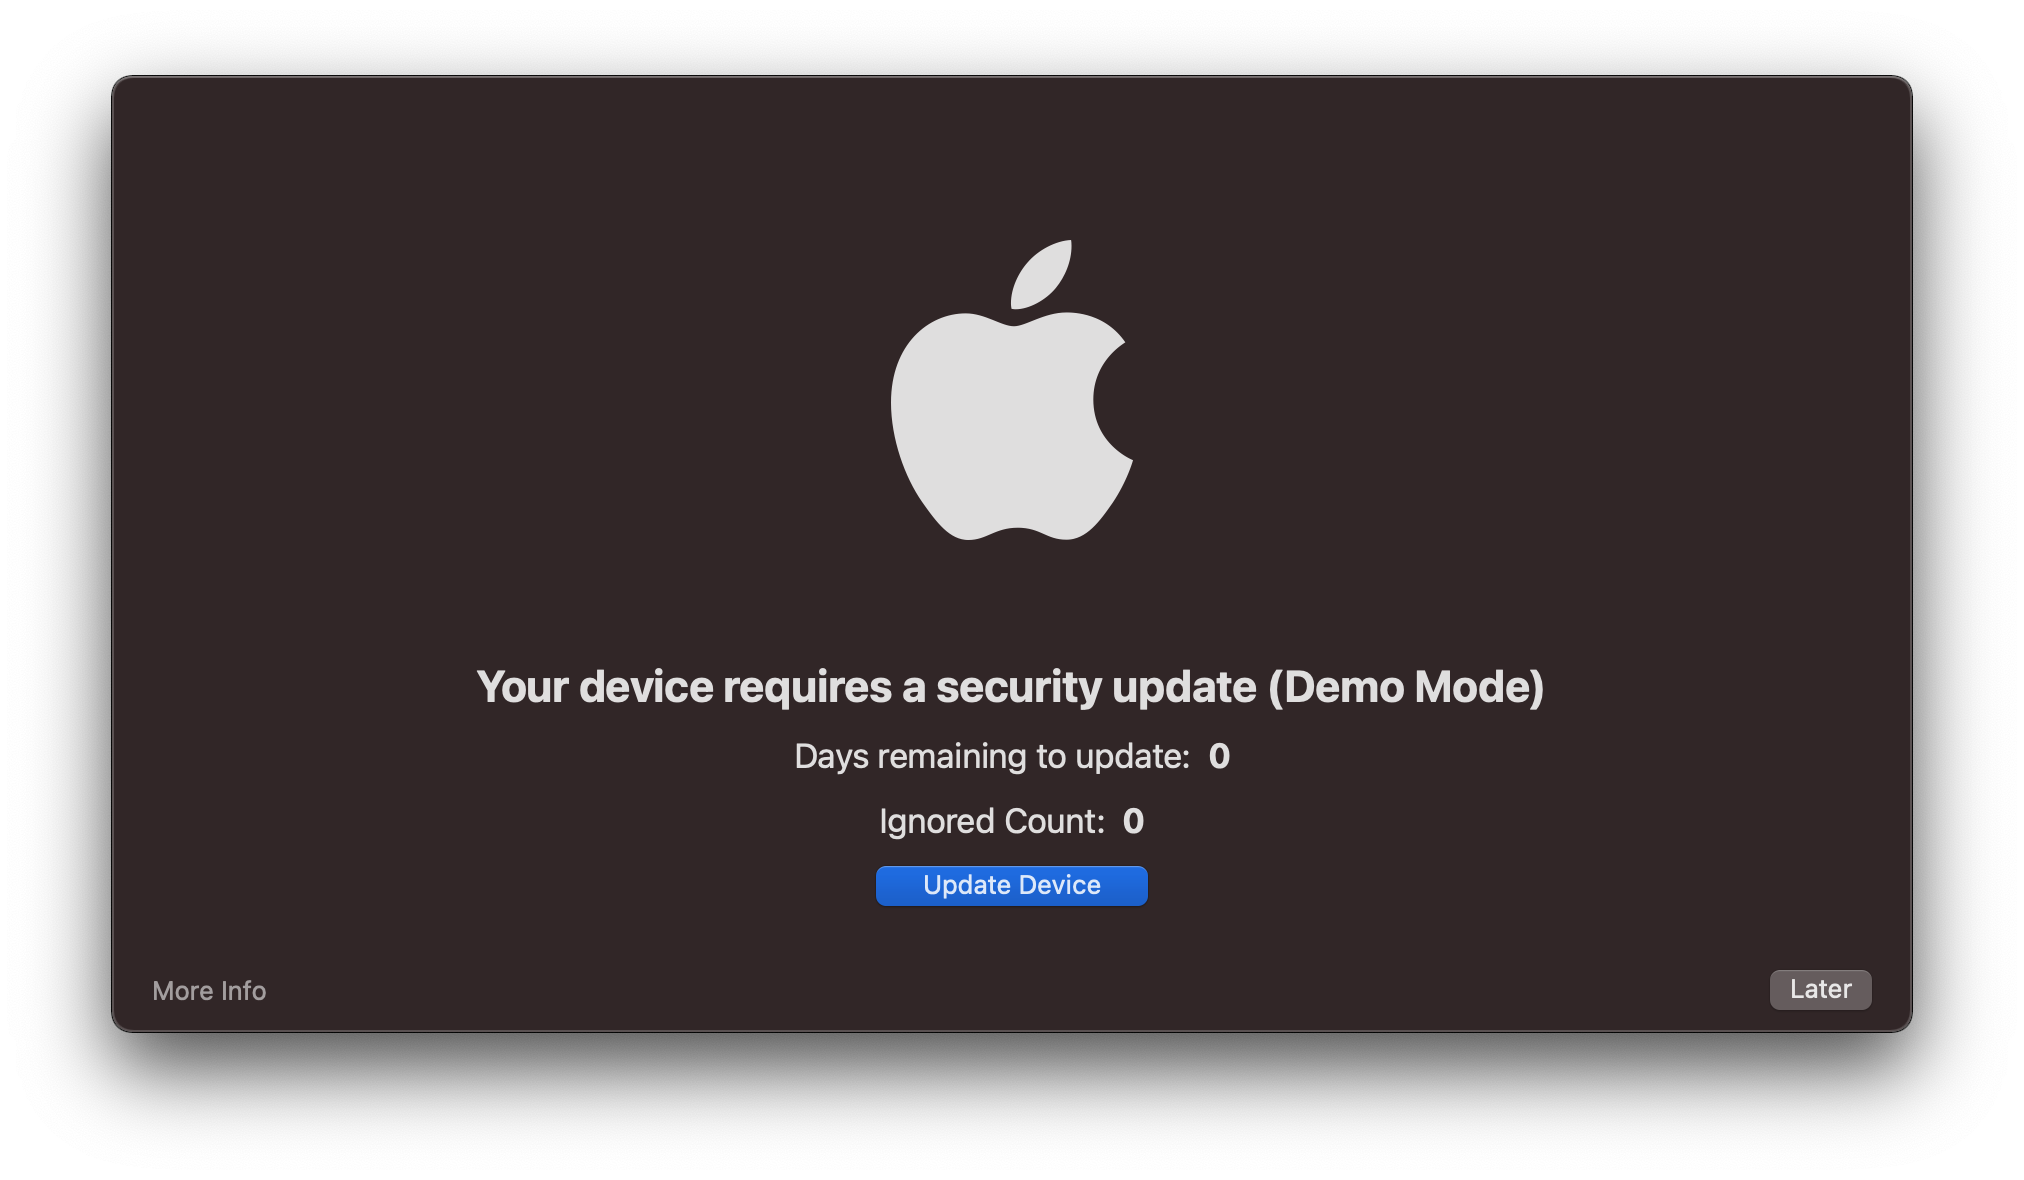 Your device requires a security update (Demo Mode)
Days remaining to update: 0
Ignored Count: 0
Update Device
More Info
Later